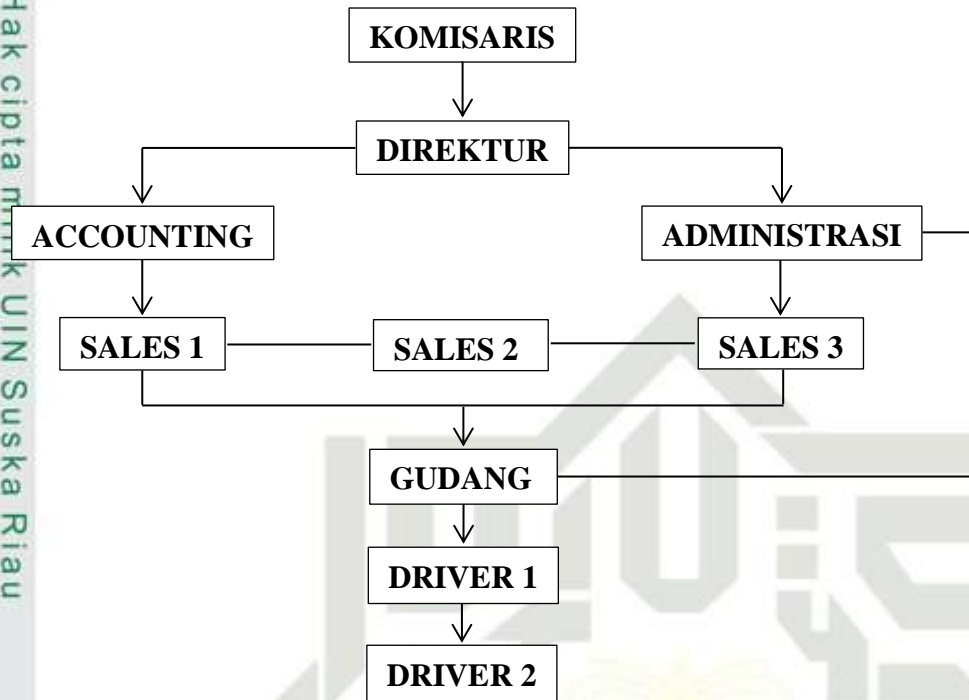 KOMISARIS
DIREKTUR
ACCOUNTING
ADMINISTRASI
SALES 1
SALES 2
SALES 3
GUDANG
DRIVER 1
DRIVER 2
Hak cipta milik UIN Suska Riau